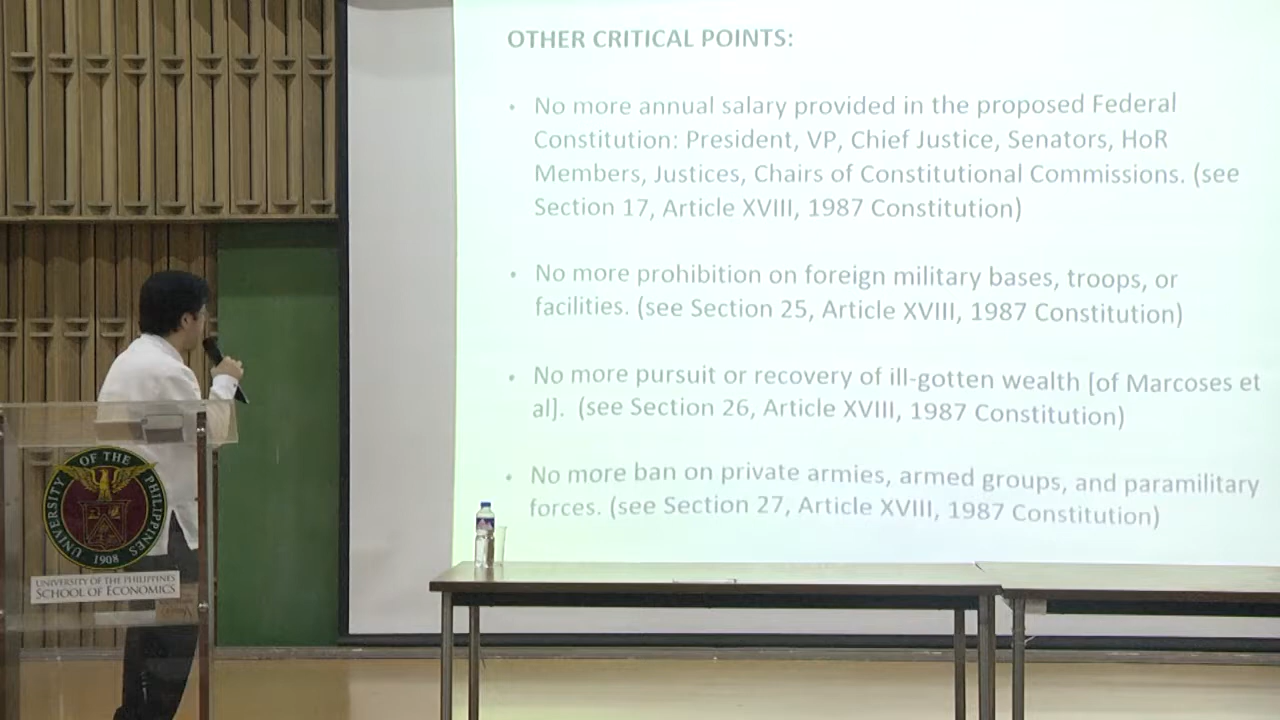 OTHER CRITICAL POINTS:
• No more annual salary provided in the proposed Federal
Constitution: President, VP, Chief Justice, Senators, HoR
Members, Justices, Chairs of Constitutional Commissions. (see
Section 17, Article XVIII, 1987 Constitution)
• No more prohibition on foreign military bases, troops, or
facilities. (see Section 25, Article XVIII, 1987 Constitution)
• No more pursuit or recovery of ill-gotten wealth [of Marcoses et
al]. (see Section 26, Article XVIII, 1987 Constitution)
• No more ban on private armies, armed groups, and paramilitary
forces. (see Section 27, Article XVIII, 1987 Constitution)
UNIVERSITY OF THE PHILIPPINES
1908
UNIVERSITY OF THE PHILIPPINES
SCHOOL OF ECONOMICS